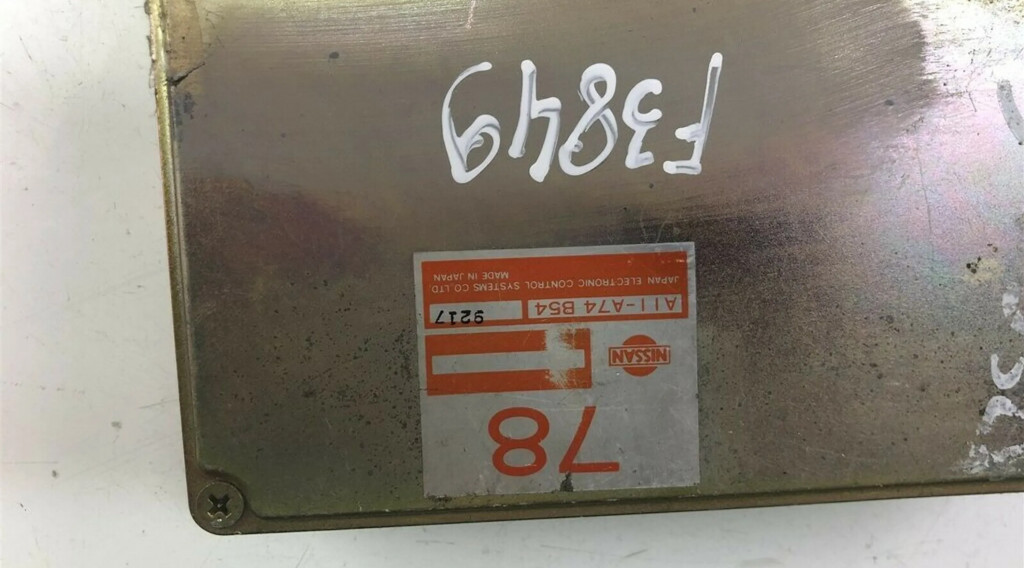 78
NISSAN
A11-A74 B54 9217
JAPAN ELECTRONIC CONTROL SYSTEMS CO.,LTD.
MADE IN JAPAN
F3849